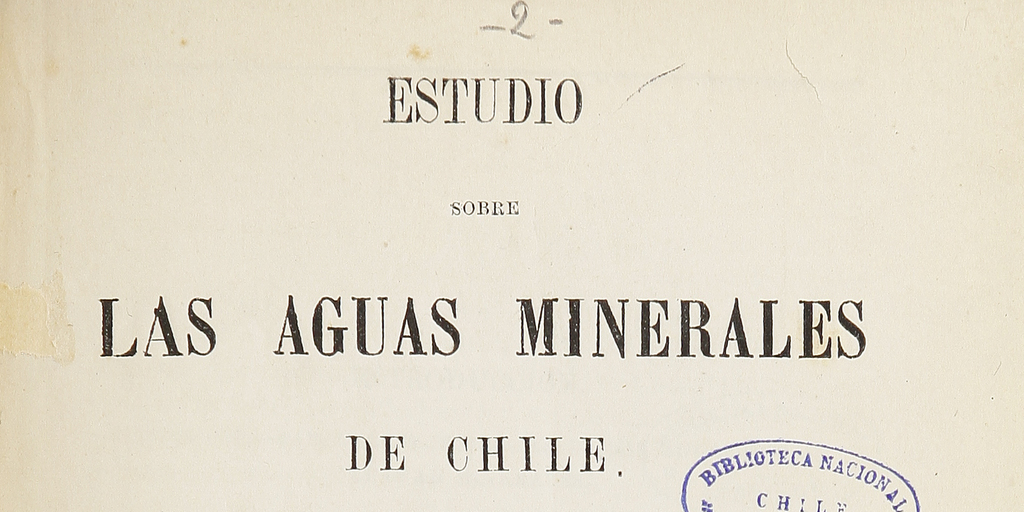 -2-
ESTUDIO
SOBRE
LAS AGUAS MINERALES
DE CHILE.
BIBLIOTECA NACIONAL
CHILE